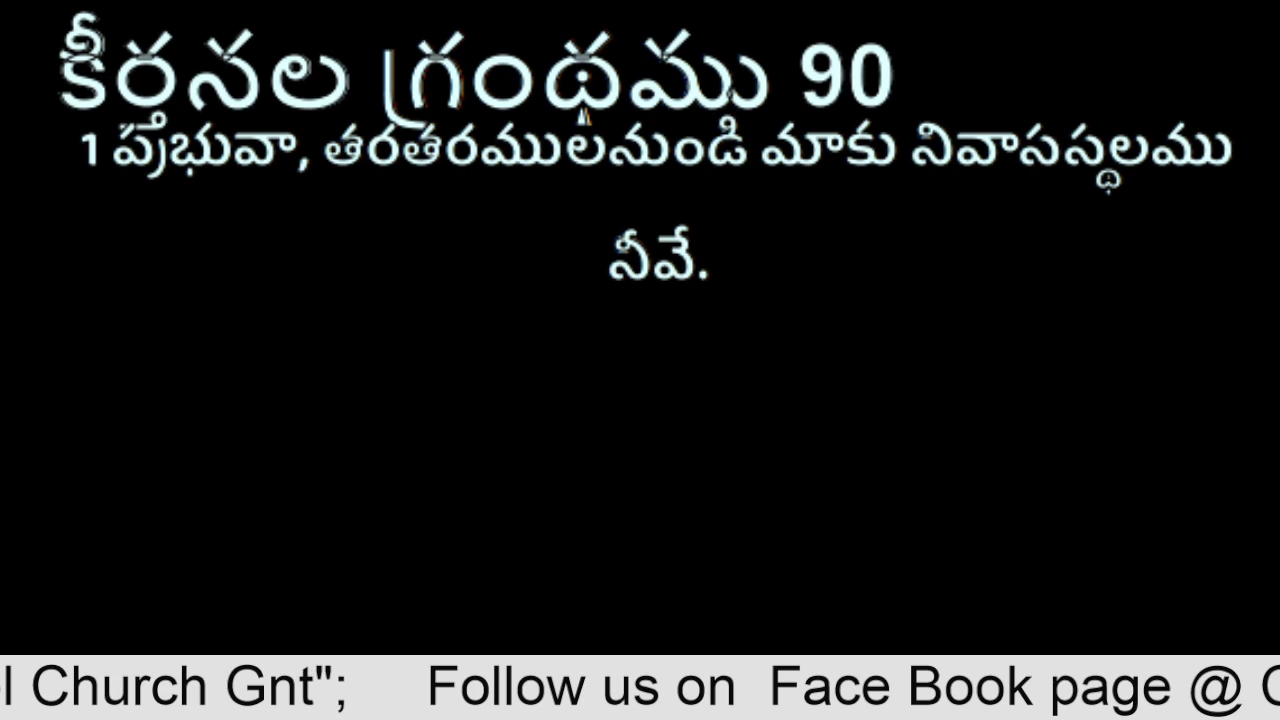 కీర్తనల గ్రంథము 90
1 ప్రభువా, తరతరములనుండి మాకు నివాసస్థలము
నీవే.
Church Gnt"; Follow us on Face Book page @